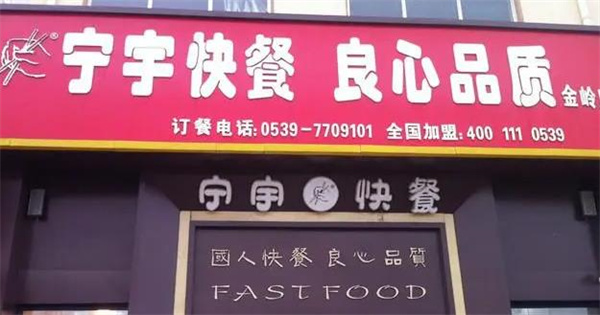 宁宇快餐 良心品质 金岭
订餐电话:0539-7709101 全国加盟:400 111 0539
宁宇 快餐
國人快餐 良心品質
FAST FOOD